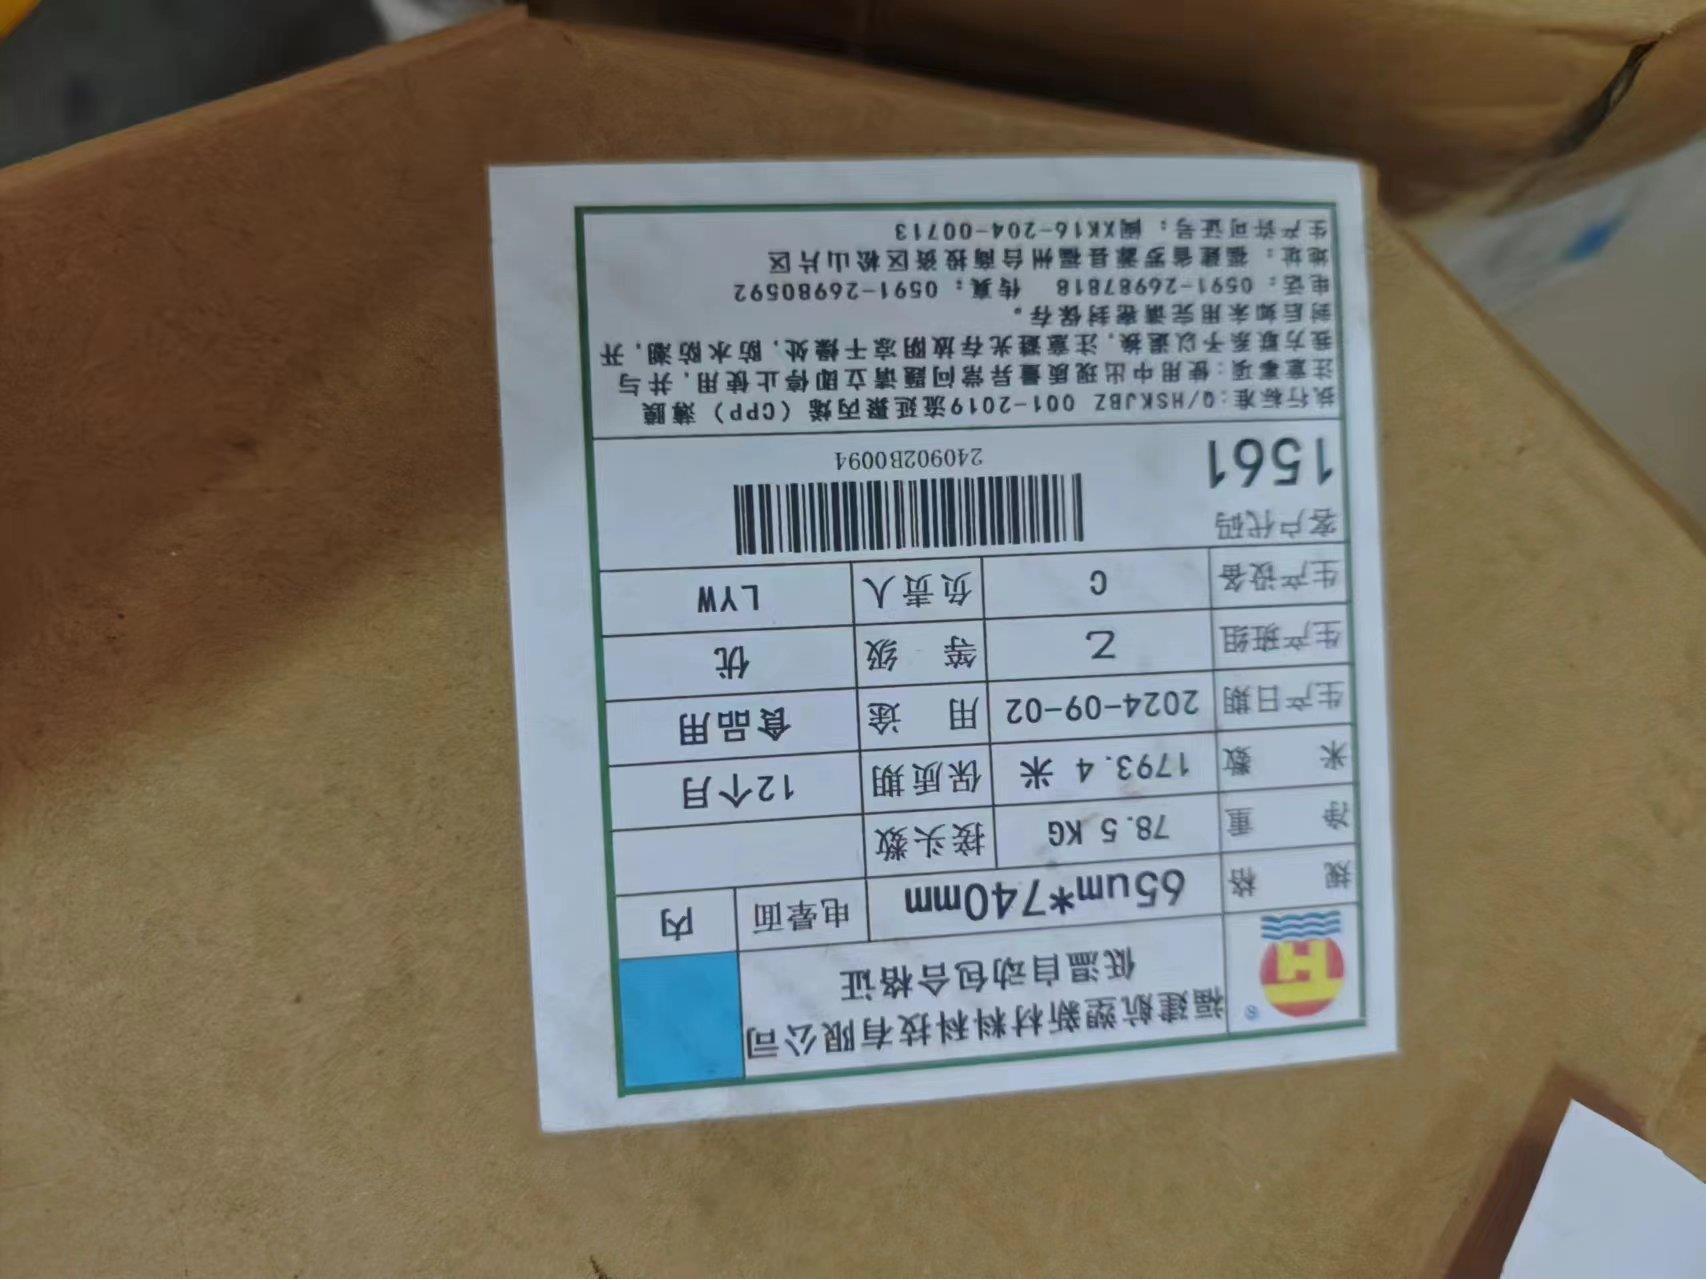 H ®
福建航塑新材料科技有限公司
低温自动包合格证
规 格 65um*740mm 电晕面 内
净 重 78.5 KG 接头数
米 数 1793.4 米 保质期 12个月
生产日期 2024-09-02 用 途 食品用
生产班组 乙 等 级 优
生产设备 C 负责人 LYW
客户代码
1561
240902B0094
执行标准:Q/HSKJBZ 001-2019流延聚丙烯（CPP）薄膜
注意事项:使用中出现质量异常问题请立即停止使用，并与
我方联系予以退换，注意避光存放阴凉干燥处，防水防潮，开
封后如未用完请密封保存。
电话：0591-26987818 传真：0591-26980592
地址：福建省罗源县福州台商投资区松山片区
生产许可证号：闽XK16-204-00713